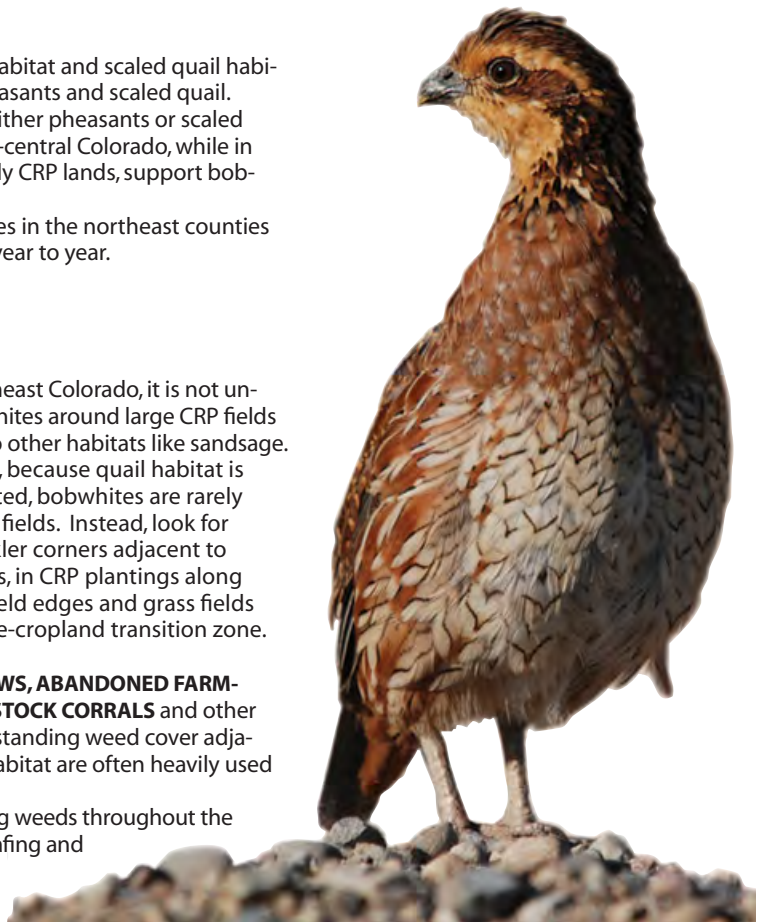 abitat and scaled quail habi-
asants and scaled quail.
ither pheasants or scaled
-central Colorado, while in
ly CRP lands, support bob-
es in the northeast counties
year to year.
heast Colorado, it is not un-
hites around large CRP fields
o other habitats like sandsage.
, because quail habitat is
ted, bobwhites are rarely
fields.  Instead, look for
ler corners adjacent to
s, in CRP plantings along
eld edges and grass fields
e-cropland transition zone.
WS, ABANDONED FARM-
STOCK CORRALS and other
standing weed cover adja-
abitat are often heavily used
g weeds throughout the
afing and